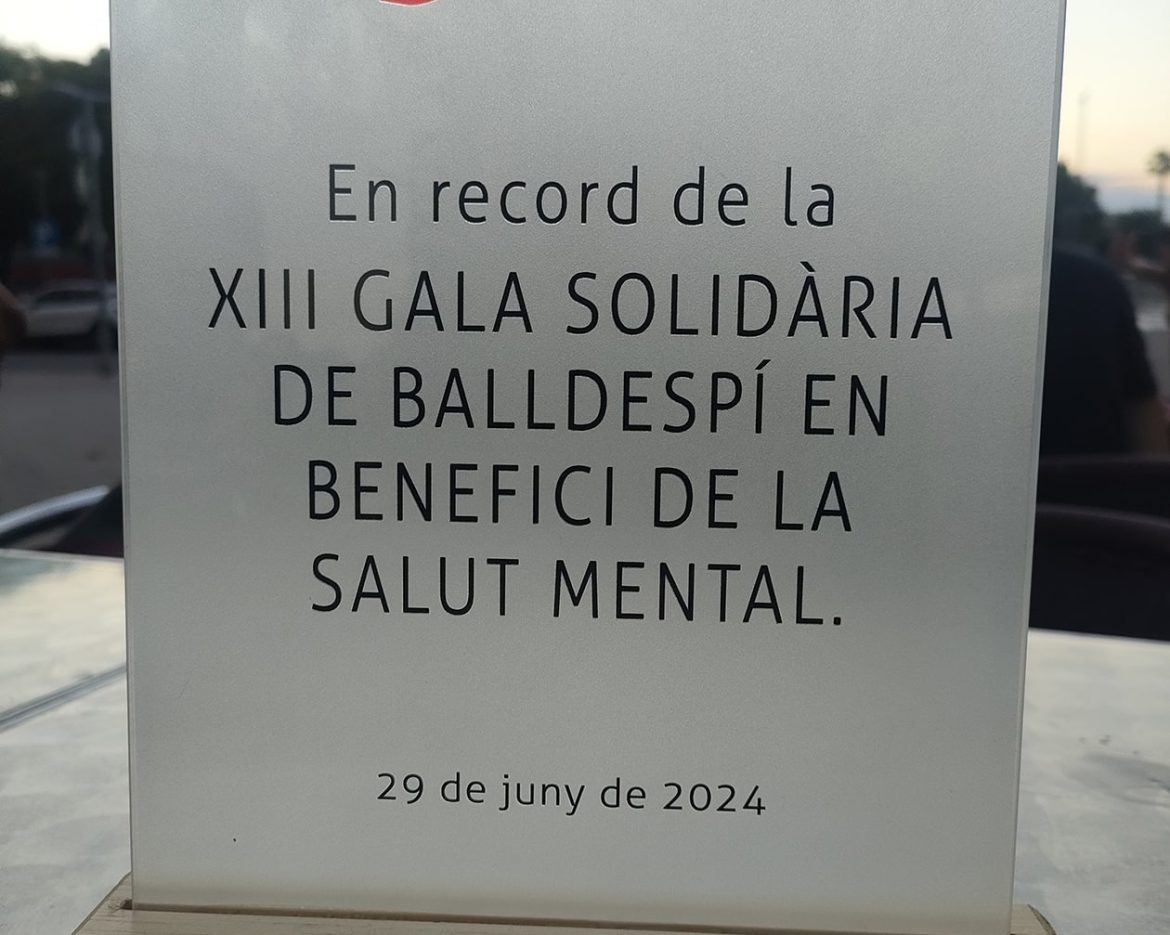 En record de la
XIII GALA SOLIDÀRIA
DE BALLDESPÍ EN
BENEFICI DE LA
SALUT MENTAL.
29 de juny de 2024